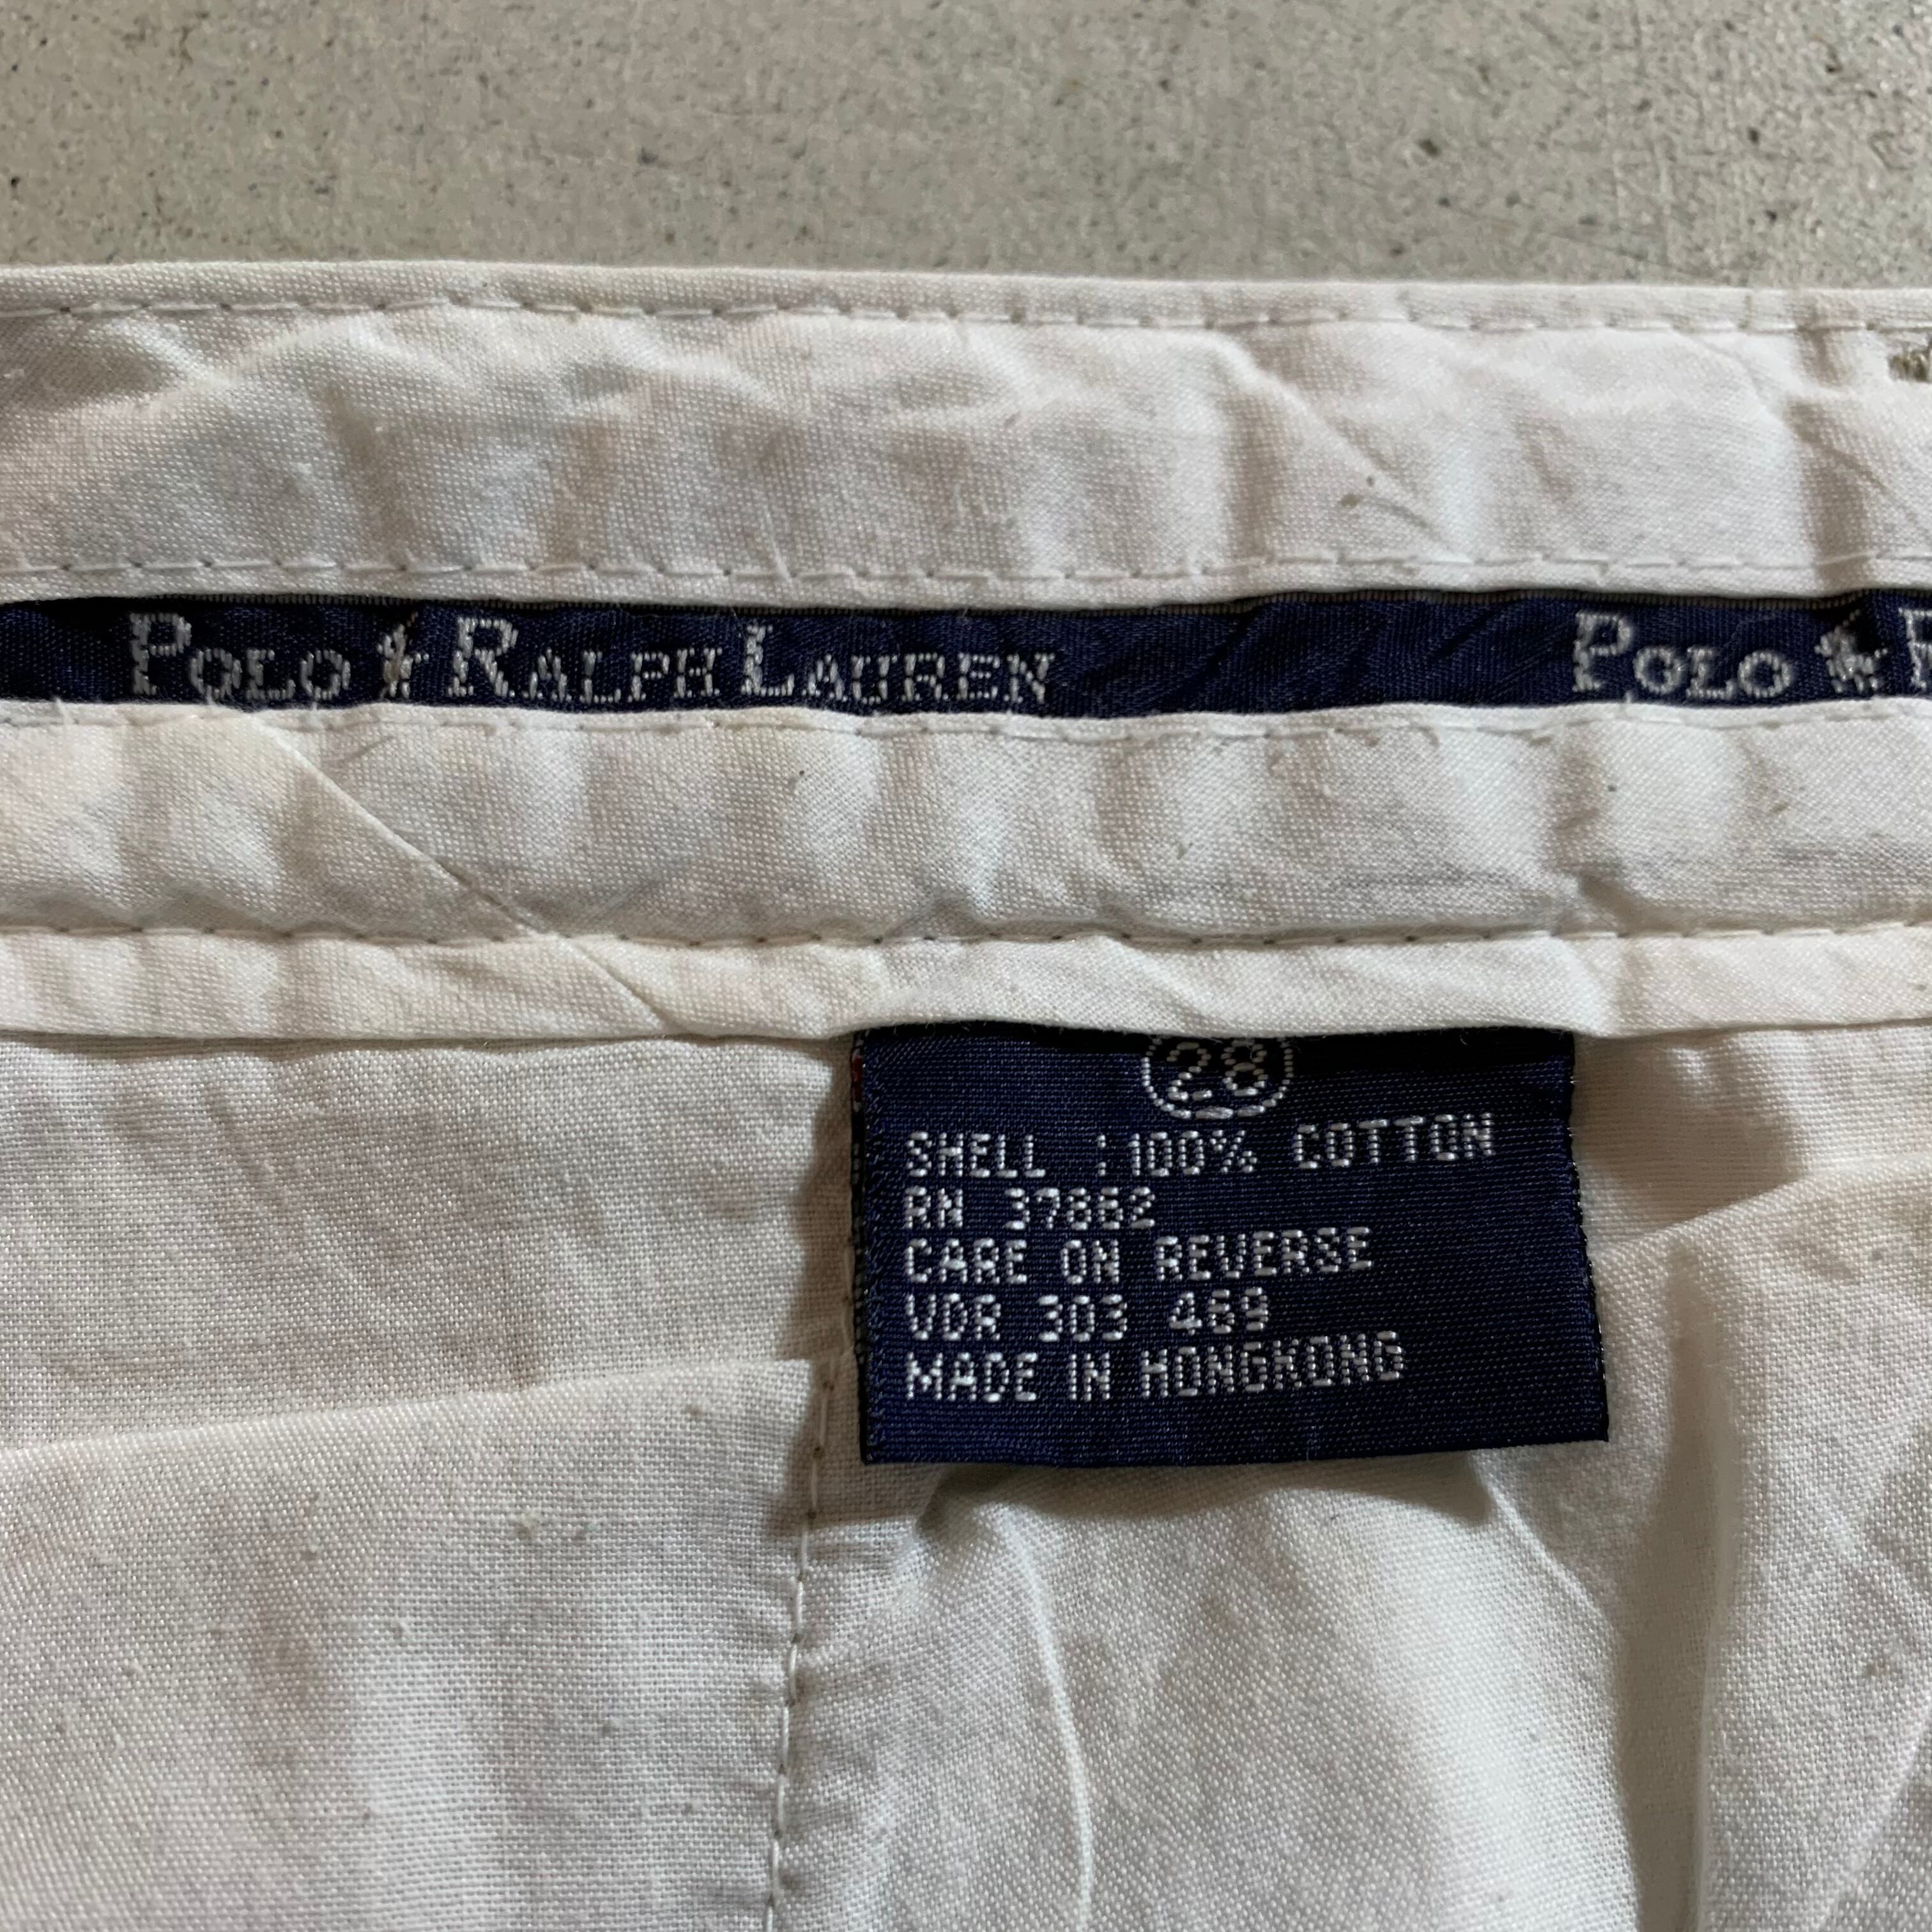 POLO RALPH LAUREN
POLO
28
SHELL : 100% COTTON
RN 37862
CARE ON REVERSE
VDR 303 469
MADE IN HONGKONG